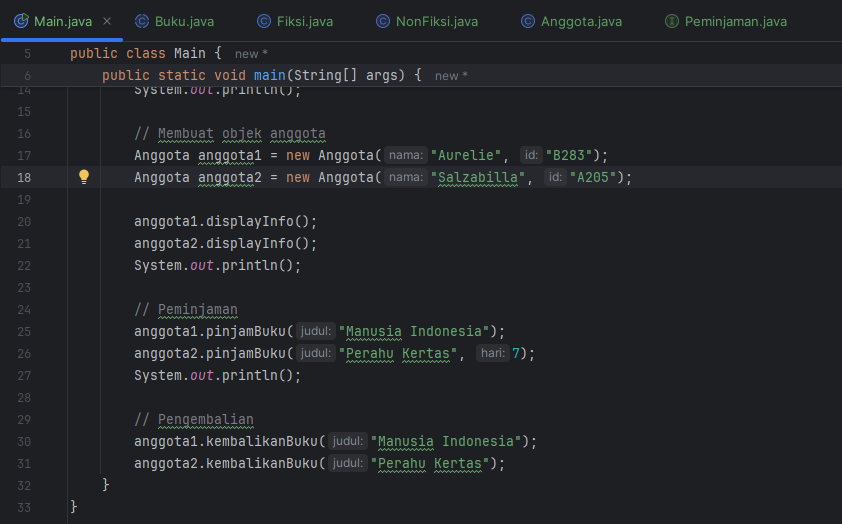 Main.java × Buku.java Fiksi.java NonFiksi.java Anggota.java Peminjaman.java
5 public class Main { new *
6 public static void main(String[] args) { new *
14 System.out.println();
15
16 // Membuat objek anggota
17 Anggota anggota1 = new Anggota( nama: "Aurelie", id: "B283");
18 Anggota anggota2 = new Anggota( nama: "Salzabilla", id: "A205");
19
20 anggota1.displayInfo();
21 anggota2.displayInfo();
22 System.out.println();
23
24 // Peminjaman
25 anggota1.pinjamBuku( judul: "Manusia Indonesia");
26 anggota2.pinjamBuku( judul: "Perahu Kertas", hari: 7);
27 System.out.println();
28
29 // Pengembalian
30 anggota1.kembalikanBuku( judul: "Manusia Indonesia");
31 anggota2.kembalikanBuku( judul: "Perahu Kertas");
32 }
33 }